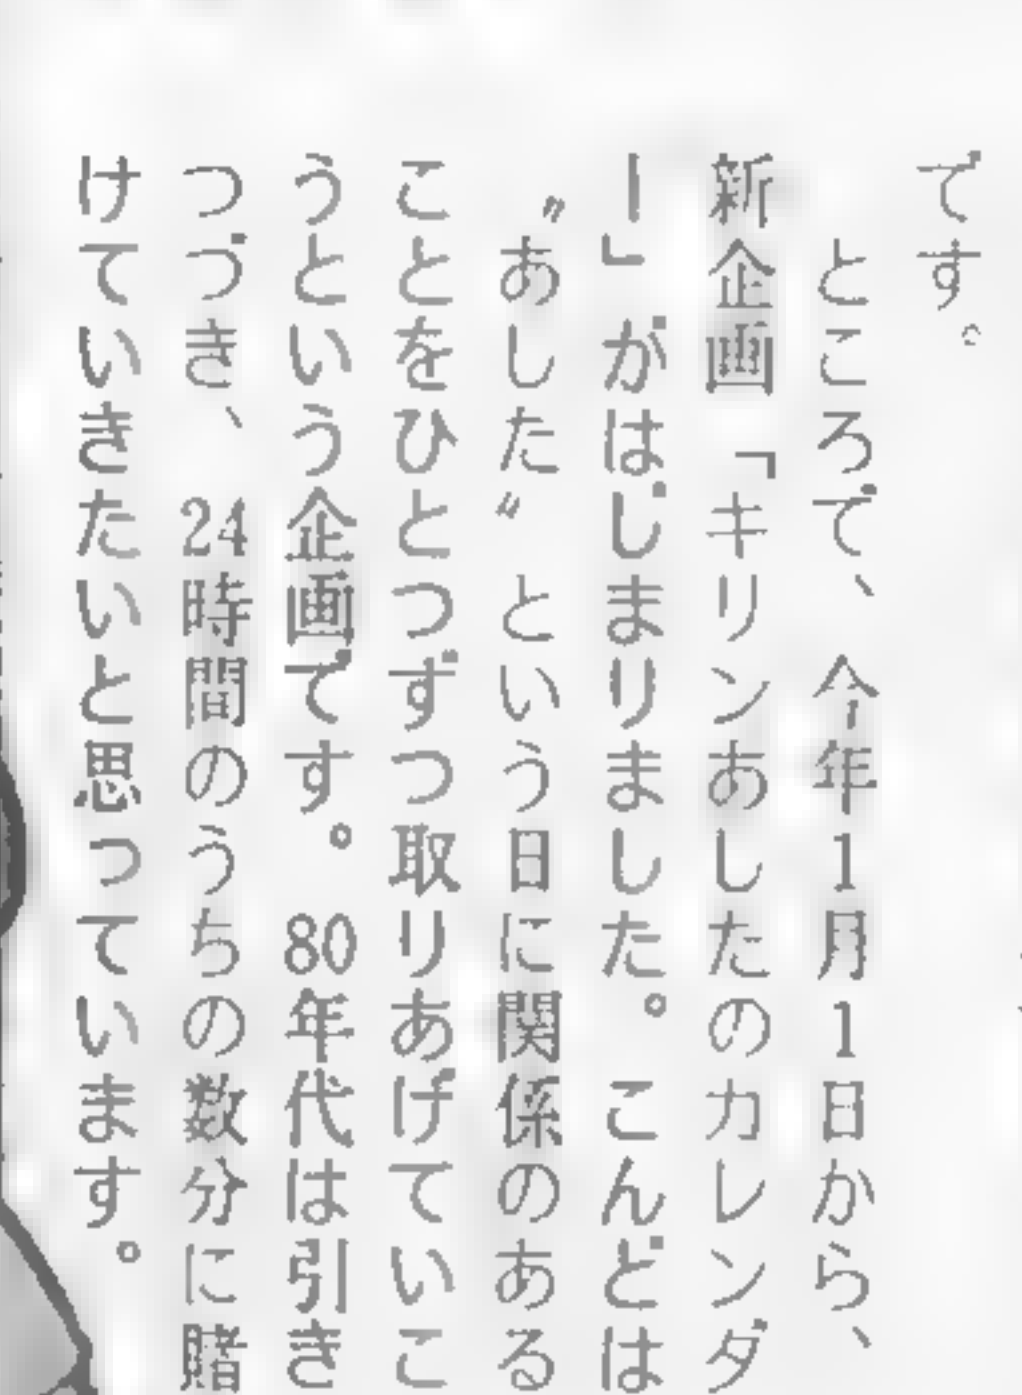 です。
ところで、今年1月1日から、
新企画「キリンあしたのカレンダ
ー」がはじまりました。こんどは
〝あした〟という日に関係のある
ことをひとつずつ取りあげていこ
うという企画です。80年代は引き
つづき、24時間のうちの数分に賭
けていきたいと思っています。